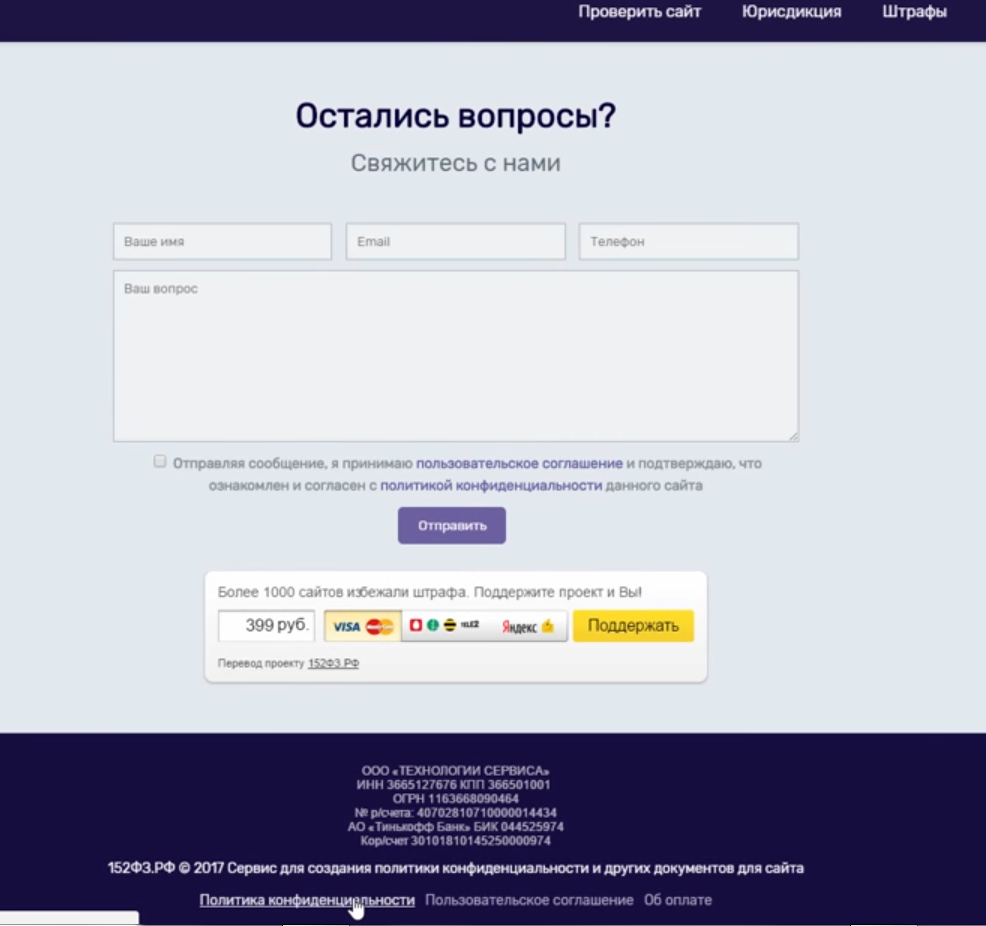 Проверить сайт Юрисдикция Штрафы
Остались вопросы?
Свяжитесь с нами
Ваше имя Email Телефон
Ваш вопрос
Отправляя сообщение, я принимаю пользовательское соглашение и подтверждаю, что
ознакомлен и согласен с политикой конфиденциальности данного сайта
Отправить
Более 1000 сайтов избежали штрафа. Поддержите проект и Вы!
399 руб. VISA TELE2 Яндекс Поддержать
Перевод проекту 152ФЗ.РФ
ООО «ТЕХНОЛОГИИ СЕРВИСА»
ИНН 3665127676 КПП 366501001
ОГРН 1163668090464
№ р/счета: 40702810710000014434
АО «Тинькофф Банк» БИК 044525974
Кор/счет 30101810145250000974
152ФЗ.РФ © 2017 Сервис для создания политики конфиденциальности и других документов для сайта
Политика конфиденциальности Пользовательское соглашение Об оплате